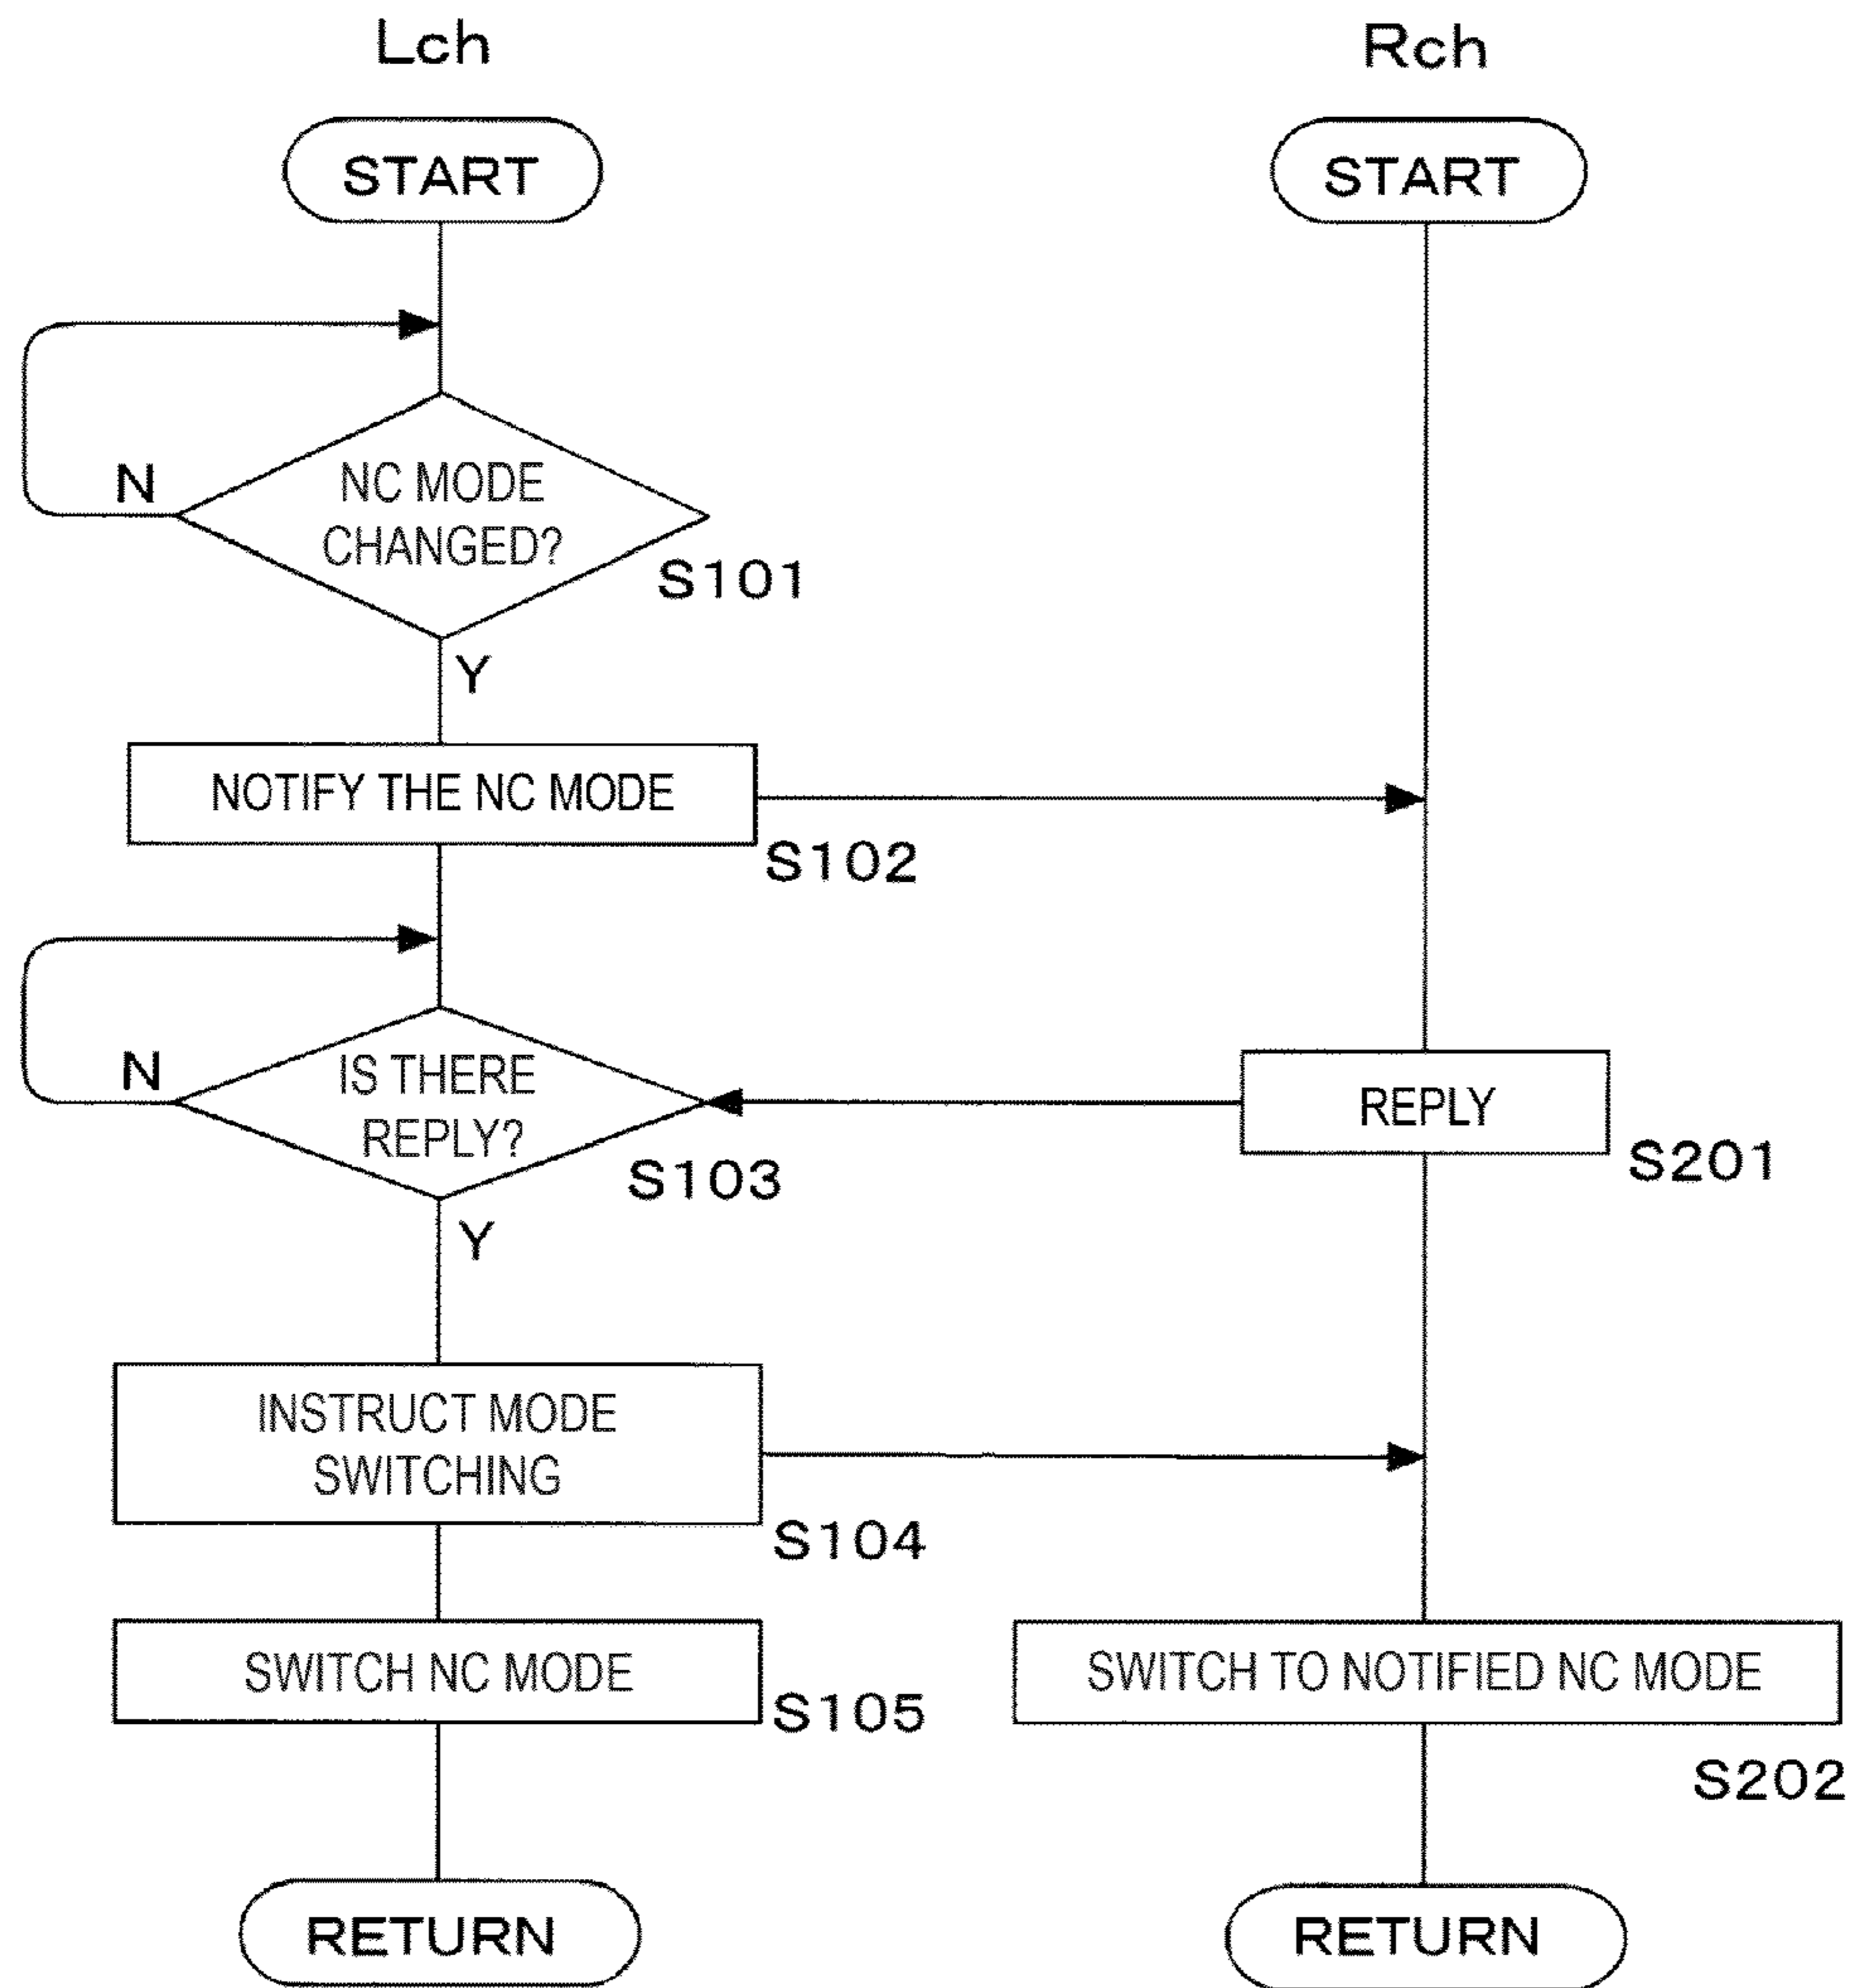 Lch
Rch
START
START
N
NC MODE
CHANGED?
S101
Y
NOTIFY THE NC MODE
S102
N
IS THERE
REPLY?
S103
REPLY
S201
Y
INSTRUCT MODE
SWITCHING
S104
SWITCH NC MODE
S105
SWITCH TO NOTIFIED NC MODE
S202
RETURN
RETURN